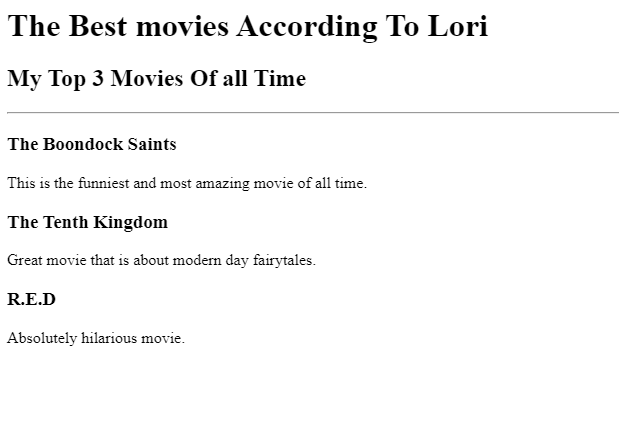 The Best movies According To Lori
My Top 3 Movies Of all Time
The Boondock Saints
This is the funniest and most amazing movie of all time.
The Tenth Kingdom
Great movie that is about modern day fairytales.
R.E.D
Absolutely hilarious movie.